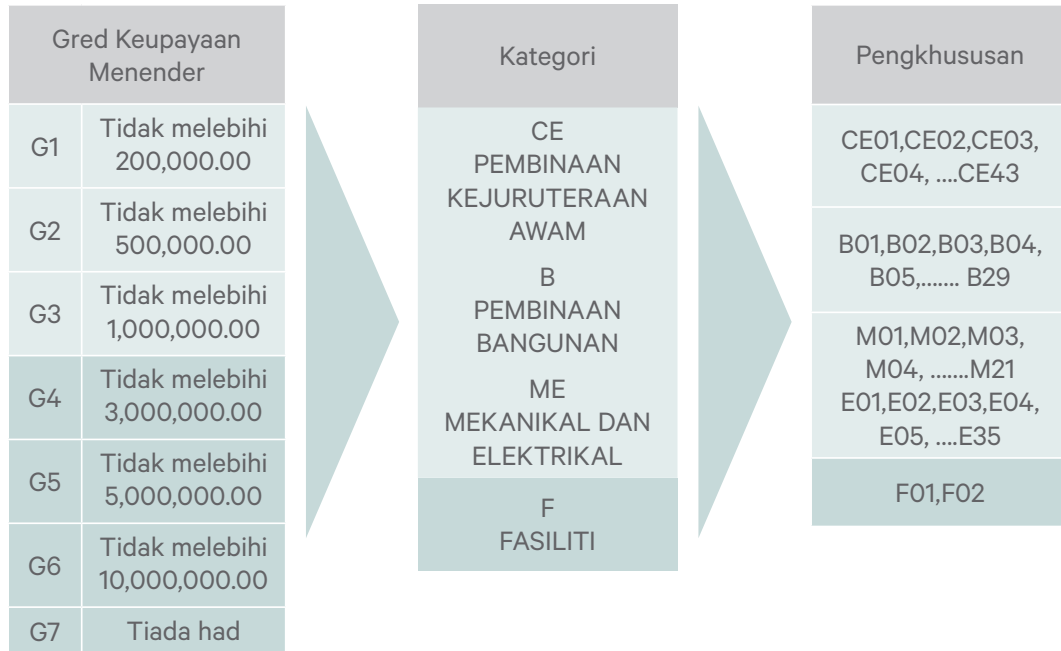 Gred Keupayaan
Menender
G1
Tidak melebihi
200,000.00
G2
Tidak melebihi
500,000.00
G3
Tidak melebihi
1,000,000.00
G4
Tidak melebihi
3,000,000.00
G5
Tidak melebihi
5,000,000.00
G6
Tidak melebihi
10,000,000.00
G7
Tiada had
Kategori
CE
PEMBINAAN
KEJURUTERAAN
AWAM
B
PEMBINAAN
BANGUNAN
ME
MEKANIKAL DAN
ELEKTRIKAL
F
FASILITI
Pengkhususan
CE01,CE02,CE03,
CE04, ....CE43
B01,B02,B03,B04,
B05,....... B29
M01,M02,M03,
M04, .......M21
E01,E02,E03,E04,
E05, ....E35
F01,F02